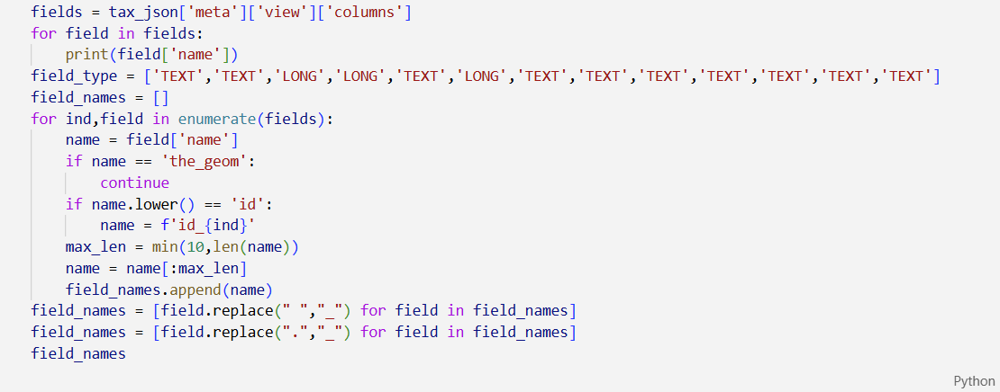 fields = tax_json['meta']['view']['columns']
for field in fields:
    print(field['name'])
field_type = ['TEXT','TEXT','LONG','LONG','TEXT','LONG','TEXT','TEXT','TEXT','TEXT','TEXT','TEXT','TEXT']
field_names = []
for ind,field in enumerate(fields):
    name = field['name']
    if name == 'the_geom':
        continue
    if name.lower() == 'id':
        name = f'id_{ind}'
    max_len = min(10,len(name))
    name = name[:max_len]
    field_names.append(name)
field_names = [field.replace(" ","_") for field in field_names]
field_names = [field.replace(".","_") for field in field_names]
field_names
Python